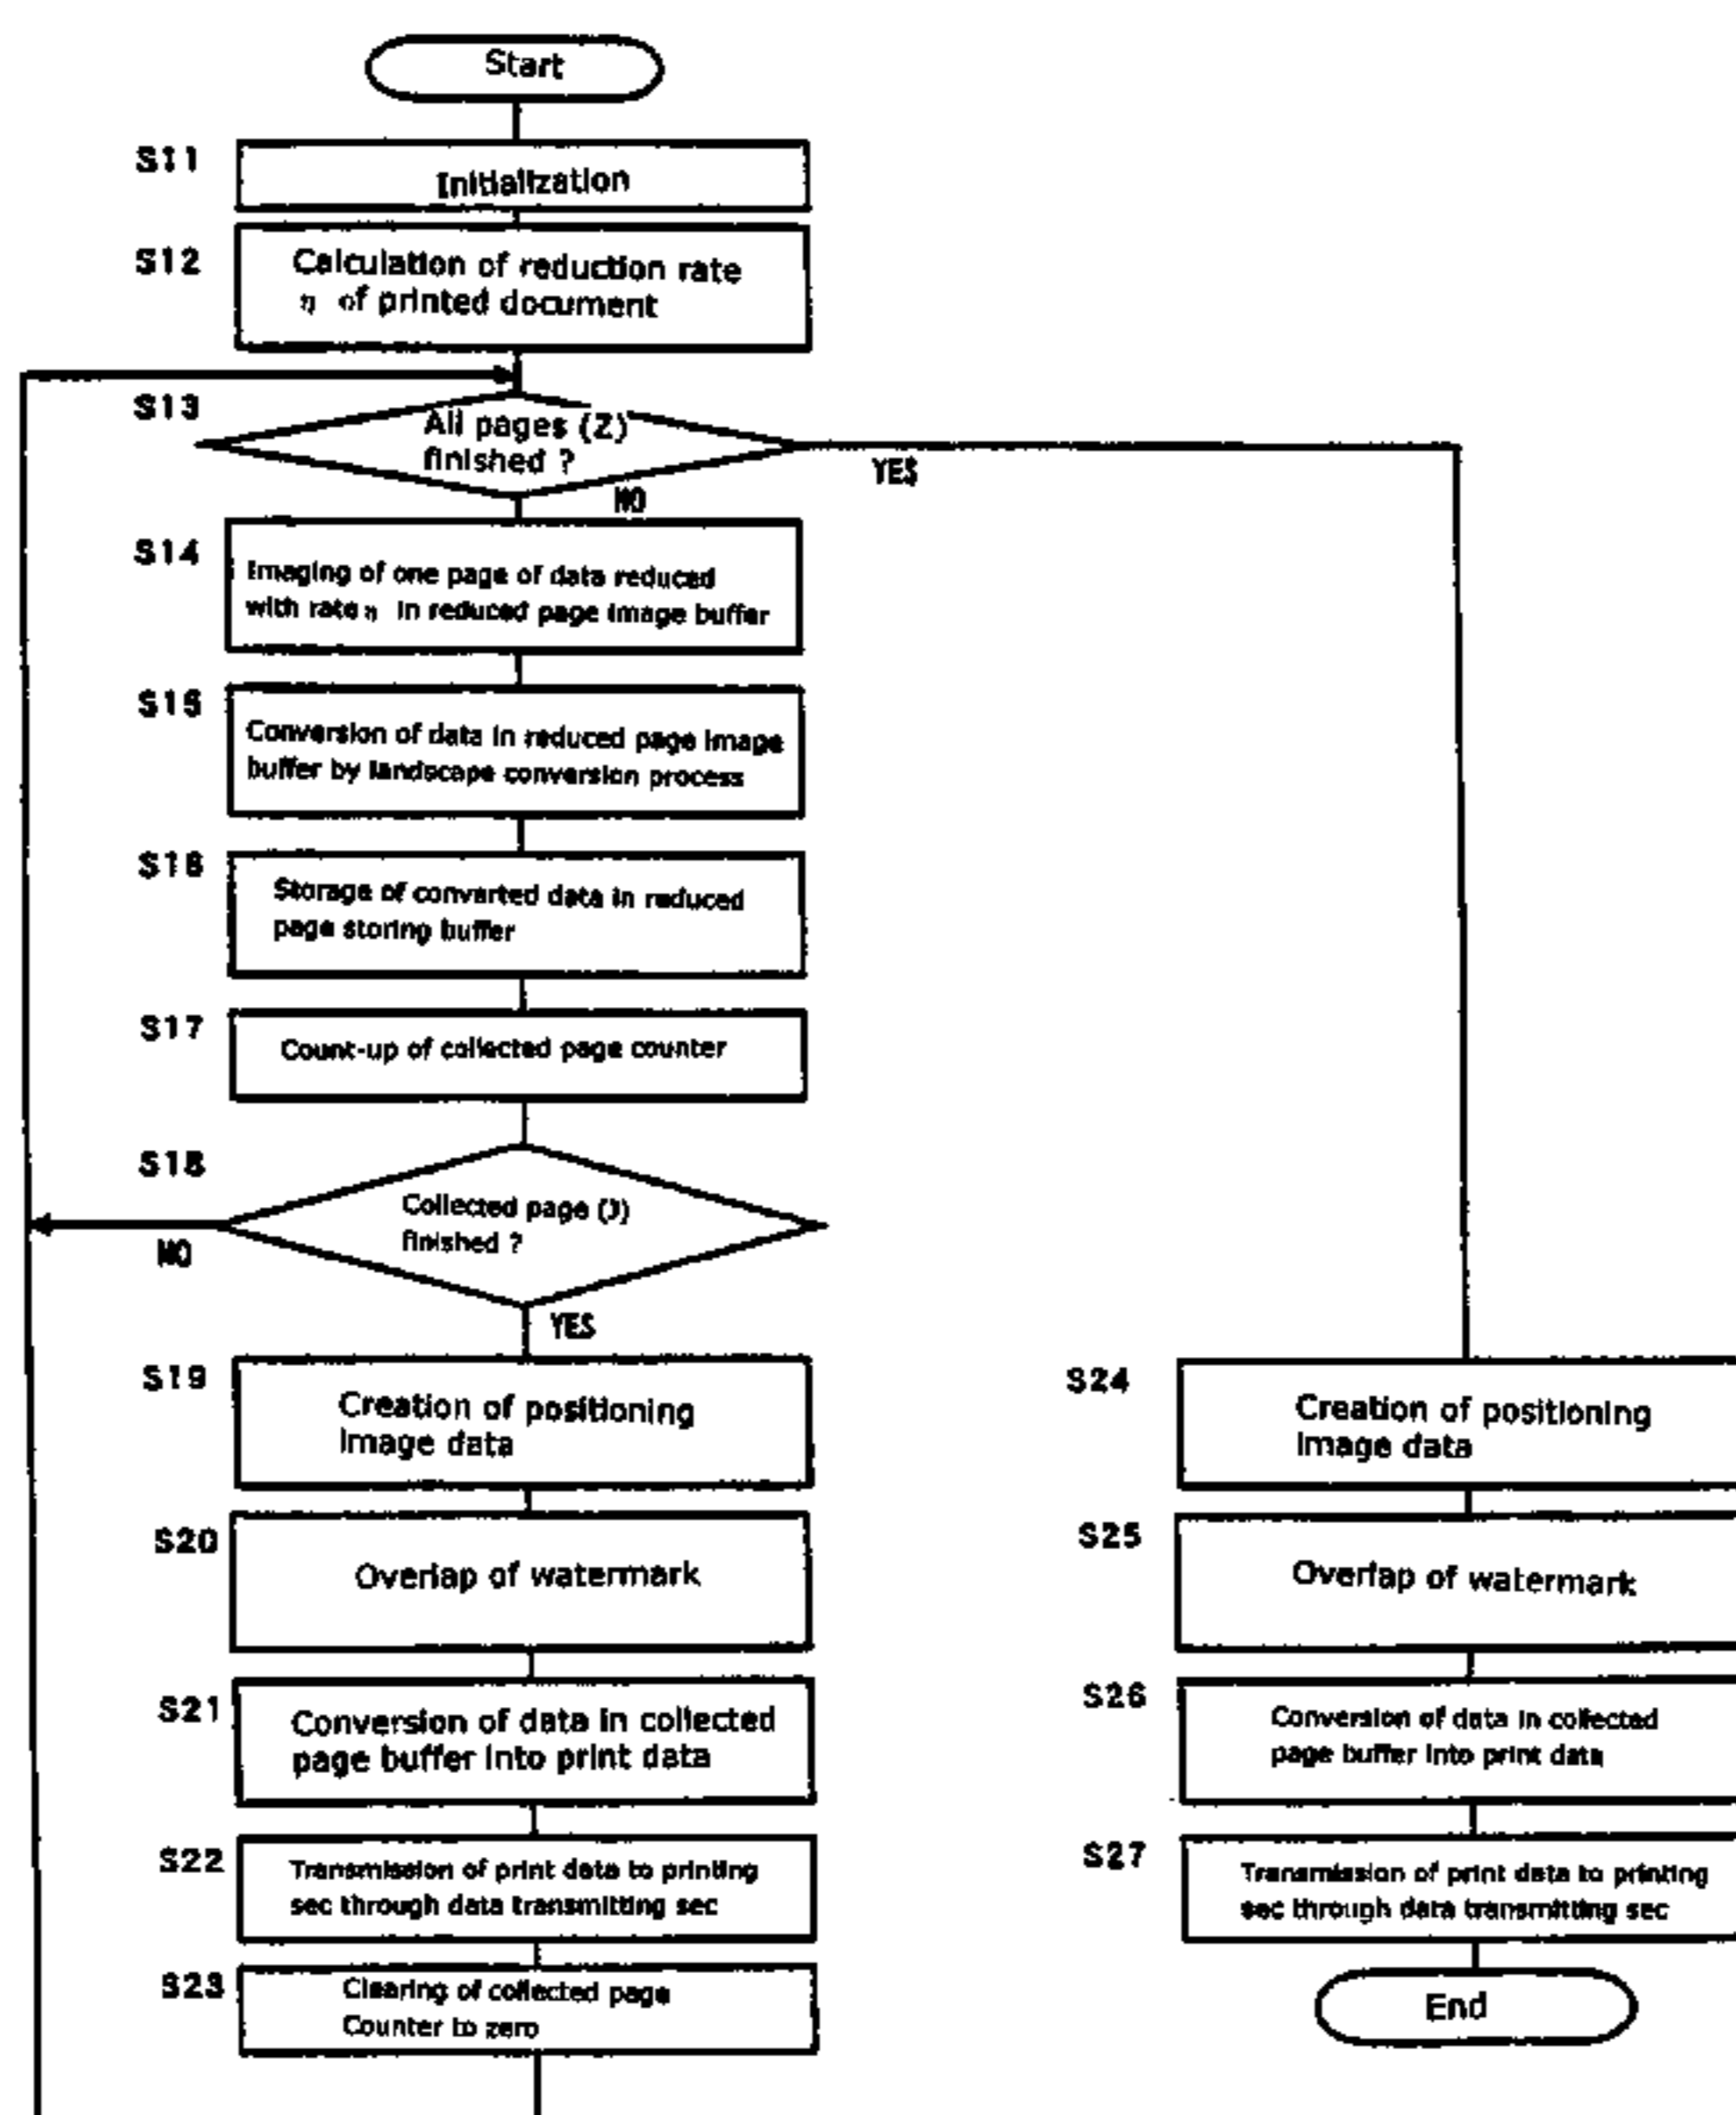 Start
S11
Initialization
S12
Calculation of reduction rate
η of printed document
S13
All pages (Z)
finished ?
YES
NO
S14
Imaging of one page of data reduced
with rate η in reduced page image buffer
S15
Conversion of data in reduced page image
buffer by landscape conversion process
S16
Storage of converted data in reduced
page storing buffer
S17
Count-up of collected page counter
S18
Collected page (J)
finished ?
NO
YES
S19
Creation of positioning
image data
S20
Overlap of watermark
S21
Conversion of data in collected
page buffer into print data
S22
Transmission of print data to printing
sec through data transmitting sec
S23
Clearing of collected page
Counter to zero
S24
Creation of positioning
image data
S25
Overlap of watermark
S26
Conversion of data in collected
page buffer into print data
S27
Transmission of print data to printing
sec through data transmitting sec
End